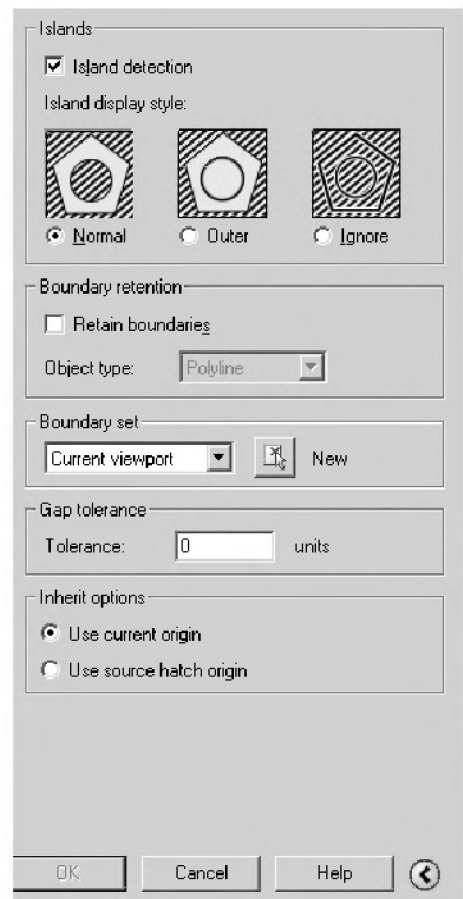 Islands
Island detection
Island display style:
Normal
Outer
Ignore
Boundary retention
Retain boundaries
Object type:
Polyline
Boundary set
Current viewport
New
Gap tolerance
Tolerance:
0
units
Inherit options
Use current origin
Use source hatch origin
OK
Cancel
Help